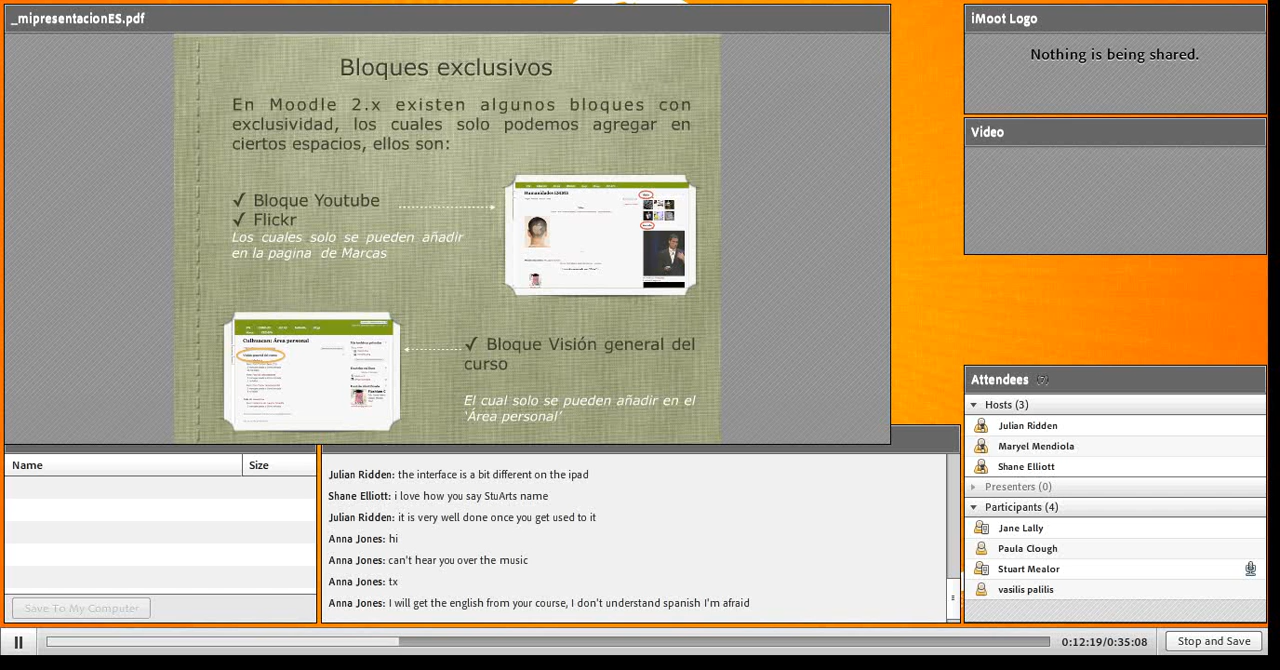 _mipresentacionES.pdf
Bloques exclusivos
En Moodle 2.x existen algunos bloques con
exclusividad, los cuales solo podemos agregar en
ciertos espacios, ellos son:
✓ Bloque Youtube
✓ Flickr
Los cuales solo se pueden añadir
en la pagina de Marcas
Culhuacan: Área personal
✓ Bloque Visión general del
curso
El cual solo se pueden añadir en el
'Área personal'
Name
Size
Save To My Computer
Julian Ridden: the interface is a bit different on the ipad
Shane Elliott: i love how you say StuArts name
Julian Ridden: it is very well done once you get used to it
Anna Jones: hi
Anna Jones: can't hear you over the music
Anna Jones: tx
Anna Jones: I will get the english from your course, I don't understand spanish I'm afraid
iMoot Logo
Nothing is being shared.
Video
Attendees (7)
Hosts (3)
Julian Ridden
Maryel Mendiola
Shane Elliott
Presenters (0)
Participants (4)
Jane Lally
Paula Clough
Stuart Mealor
vasilis palilis
0:12:19/0:35:08
Stop and Save